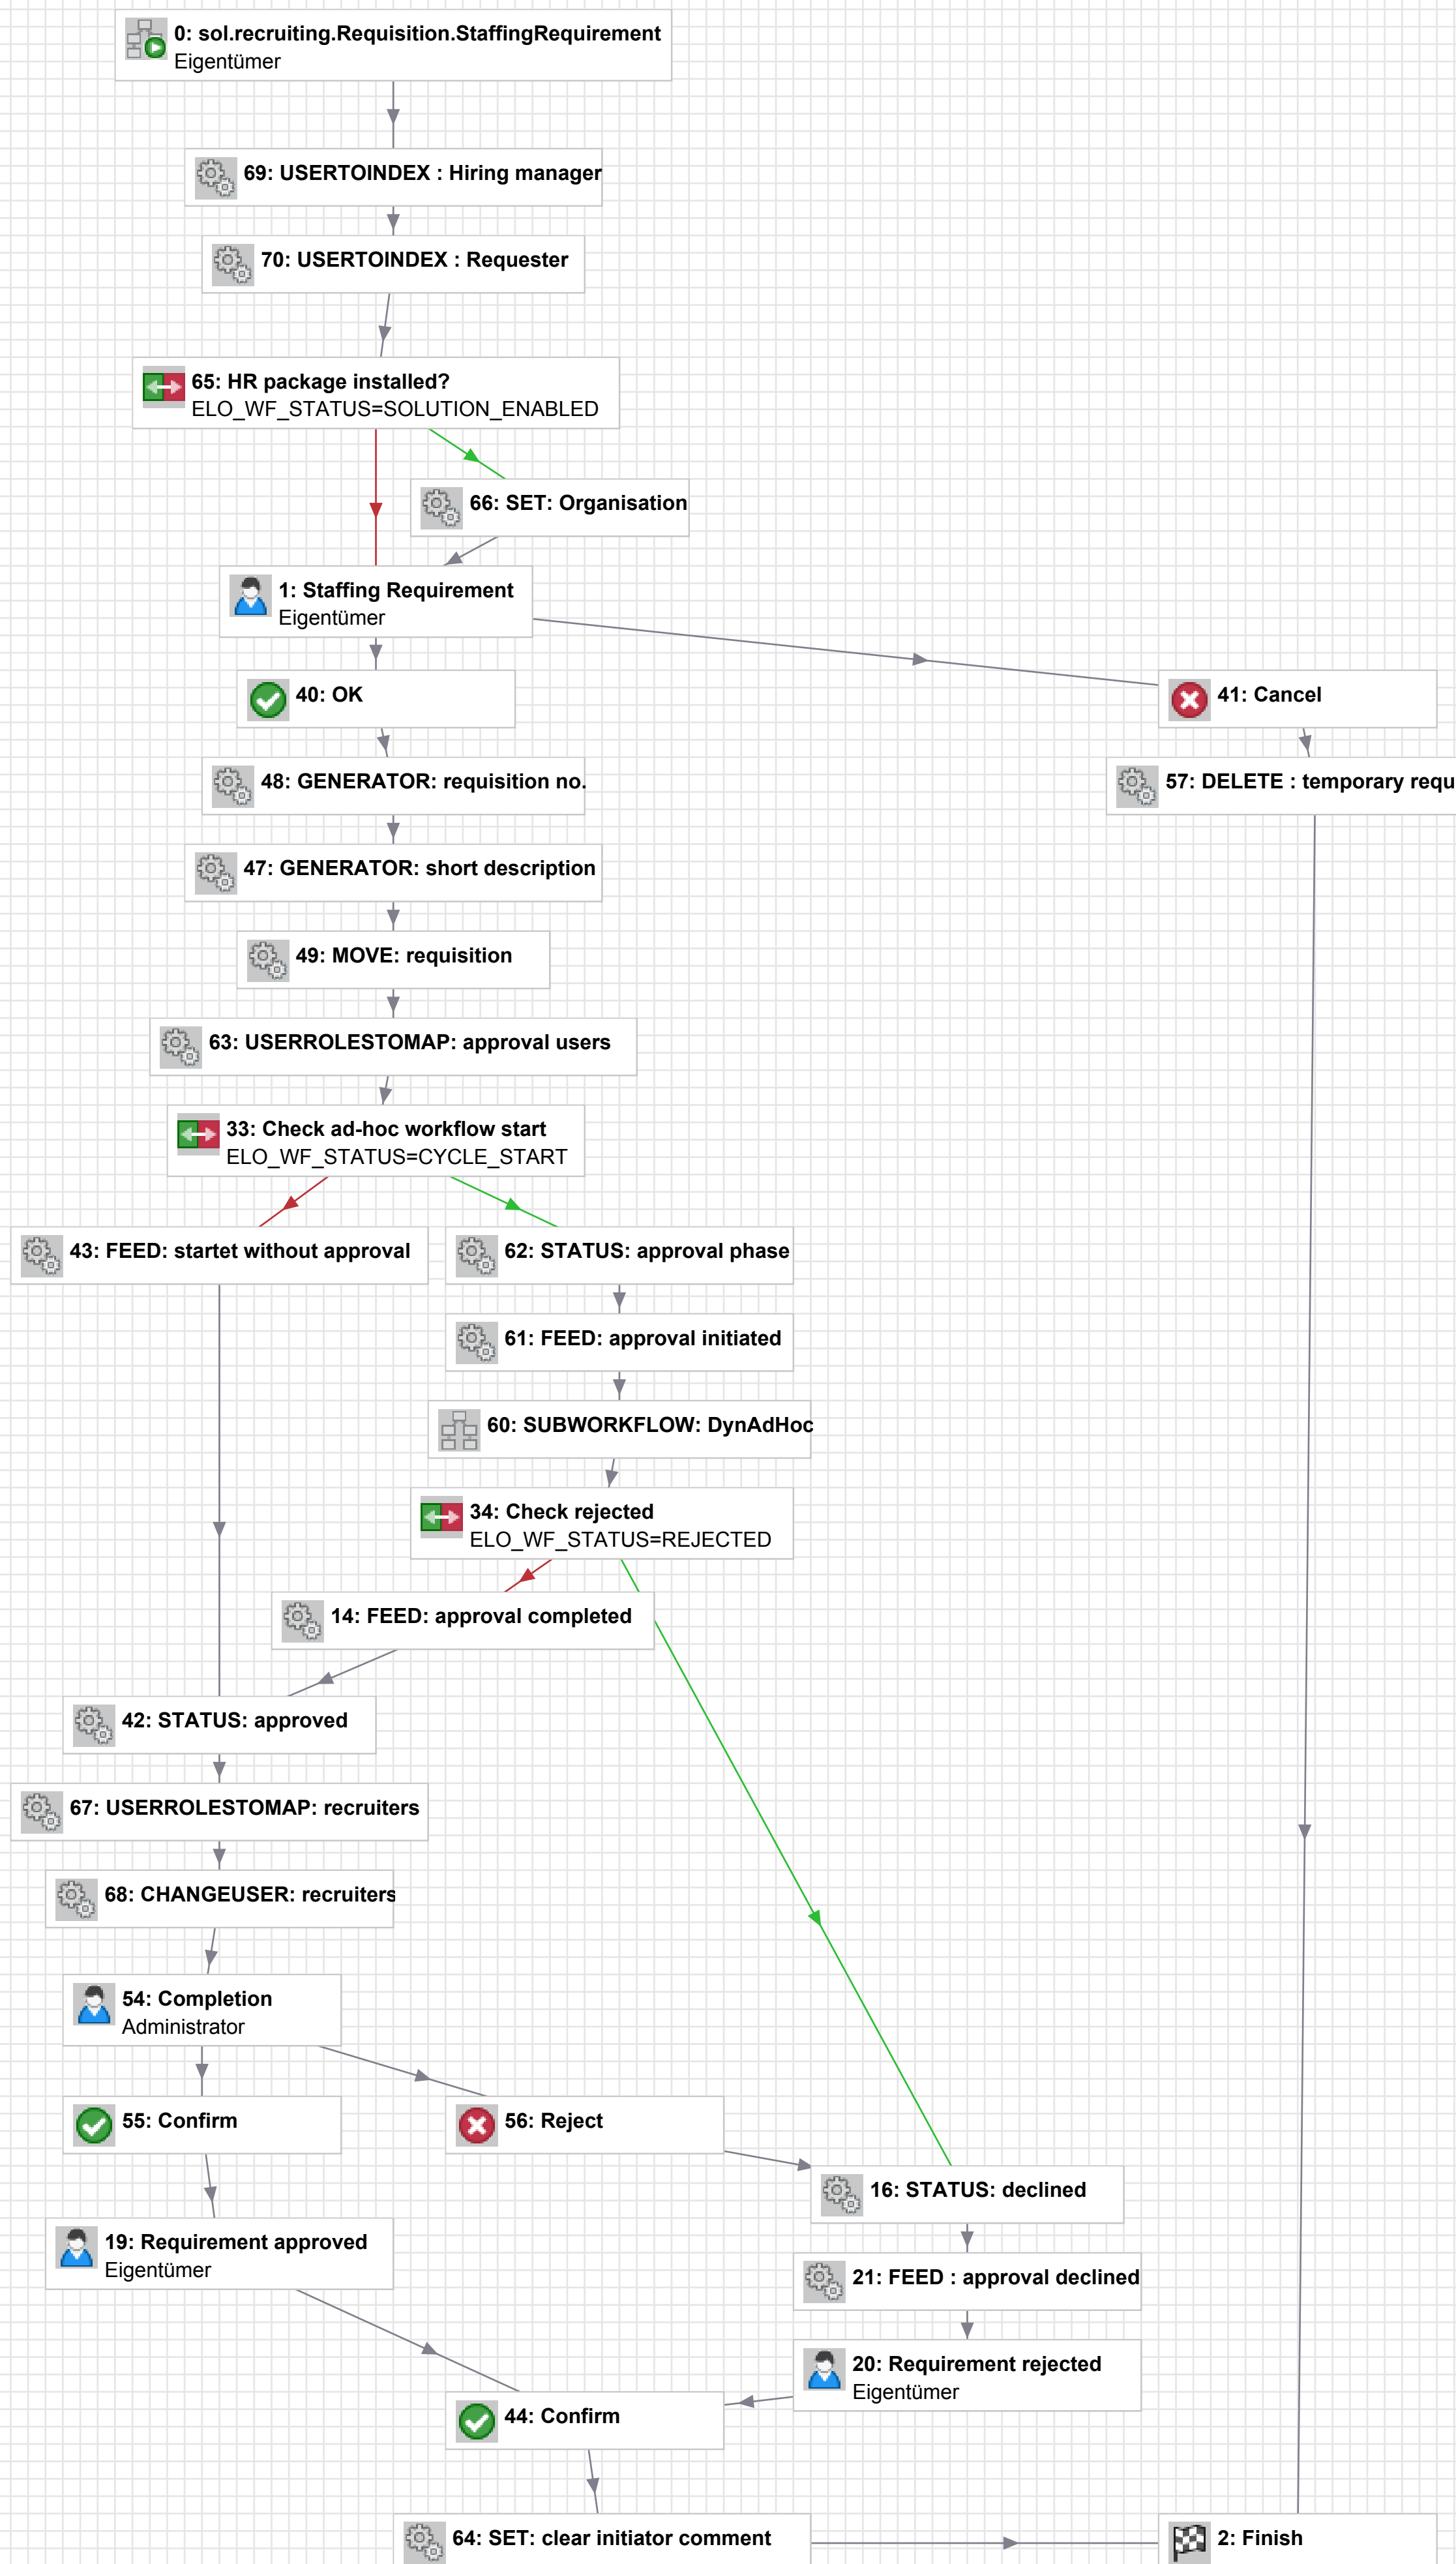 0: sol.recruiting.Requisition.StaffingRequirement
Eigentümer
69: USERTOINDEX : Hiring manager
70: USERTOINDEX : Requester
65: HR package installed?
ELO_WF_STATUS=SOLUTION_ENABLED
66: SET: Organisation
1: Staffing Requirement
Eigentümer
40: OK
41: Cancel
48: GENERATOR: requisition no.
57: DELETE : temporary requ
47: GENERATOR: short description
49: MOVE: requisition
63: USERROLESTOMAP: approval users
33: Check ad-hoc workflow start
ELO_WF_STATUS=CYCLE_START
43: FEED: startet without approval
62: STATUS: approval phase
61: FEED: approval initiated
60: SUBWORKFLOW: DynAdHoc
34: Check rejected
ELO_WF_STATUS=REJECTED
14: FEED: approval completed
42: STATUS: approved
67: USERROLESTOMAP: recruiters
68: CHANGEUSER: recruiters
54: Completion
Administrator
55: Confirm
56: Reject
16: STATUS: declined
19: Requirement approved
Eigentümer
21: FEED : approval declined
20: Requirement rejected
Eigentümer
44: Confirm
64: SET: clear initiator comment
2: Finish